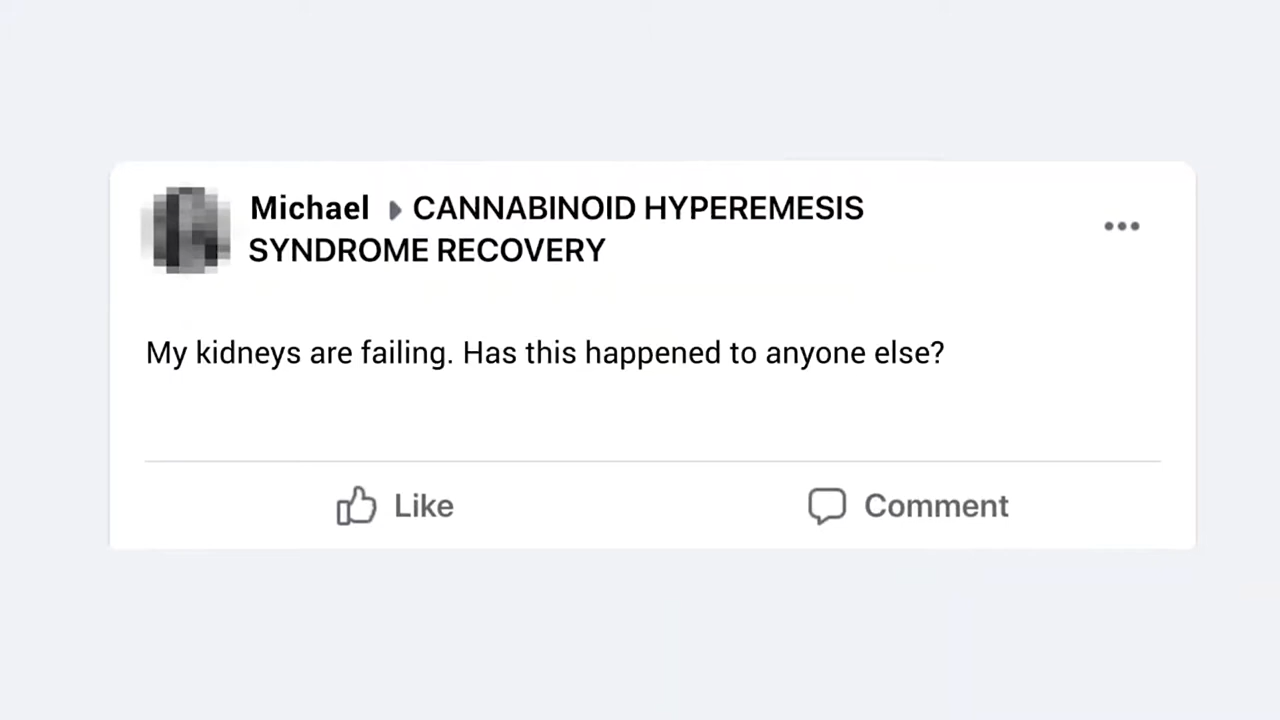 Michael ▸ CANNABINOID HYPEREMESIS
SYNDROME RECOVERY
My kidneys are failing. Has this happened to anyone else?
Like
Comment